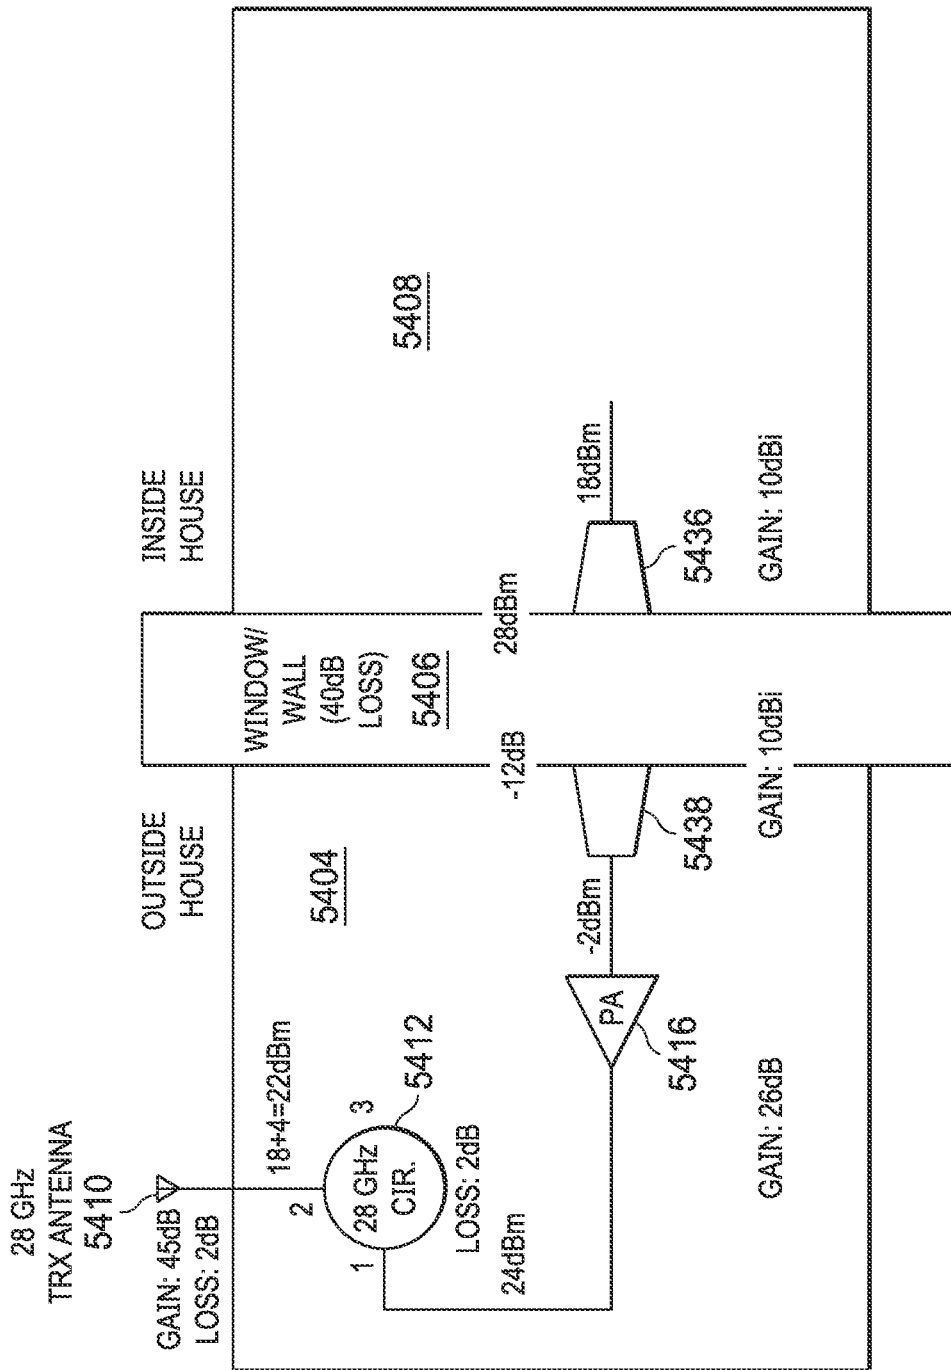 28 GHz
TRX ANTENNA
5410
GAIN: 45dB
LOSS: 2dB
OUTSIDE
HOUSE
INSIDE
HOUSE
18+4=22dBm
2
1
3
28 GHz
CIR.
5412
LOSS: 2dB
24dBm
5404
WINDOW/
WALL
(40dB
LOSS)
5406
5408
-12dB
28dBm
-2dBm
18dBm
PA
5416
5438
5436
GAIN: 26dB
GAIN: 10dBi
GAIN: 10dBi